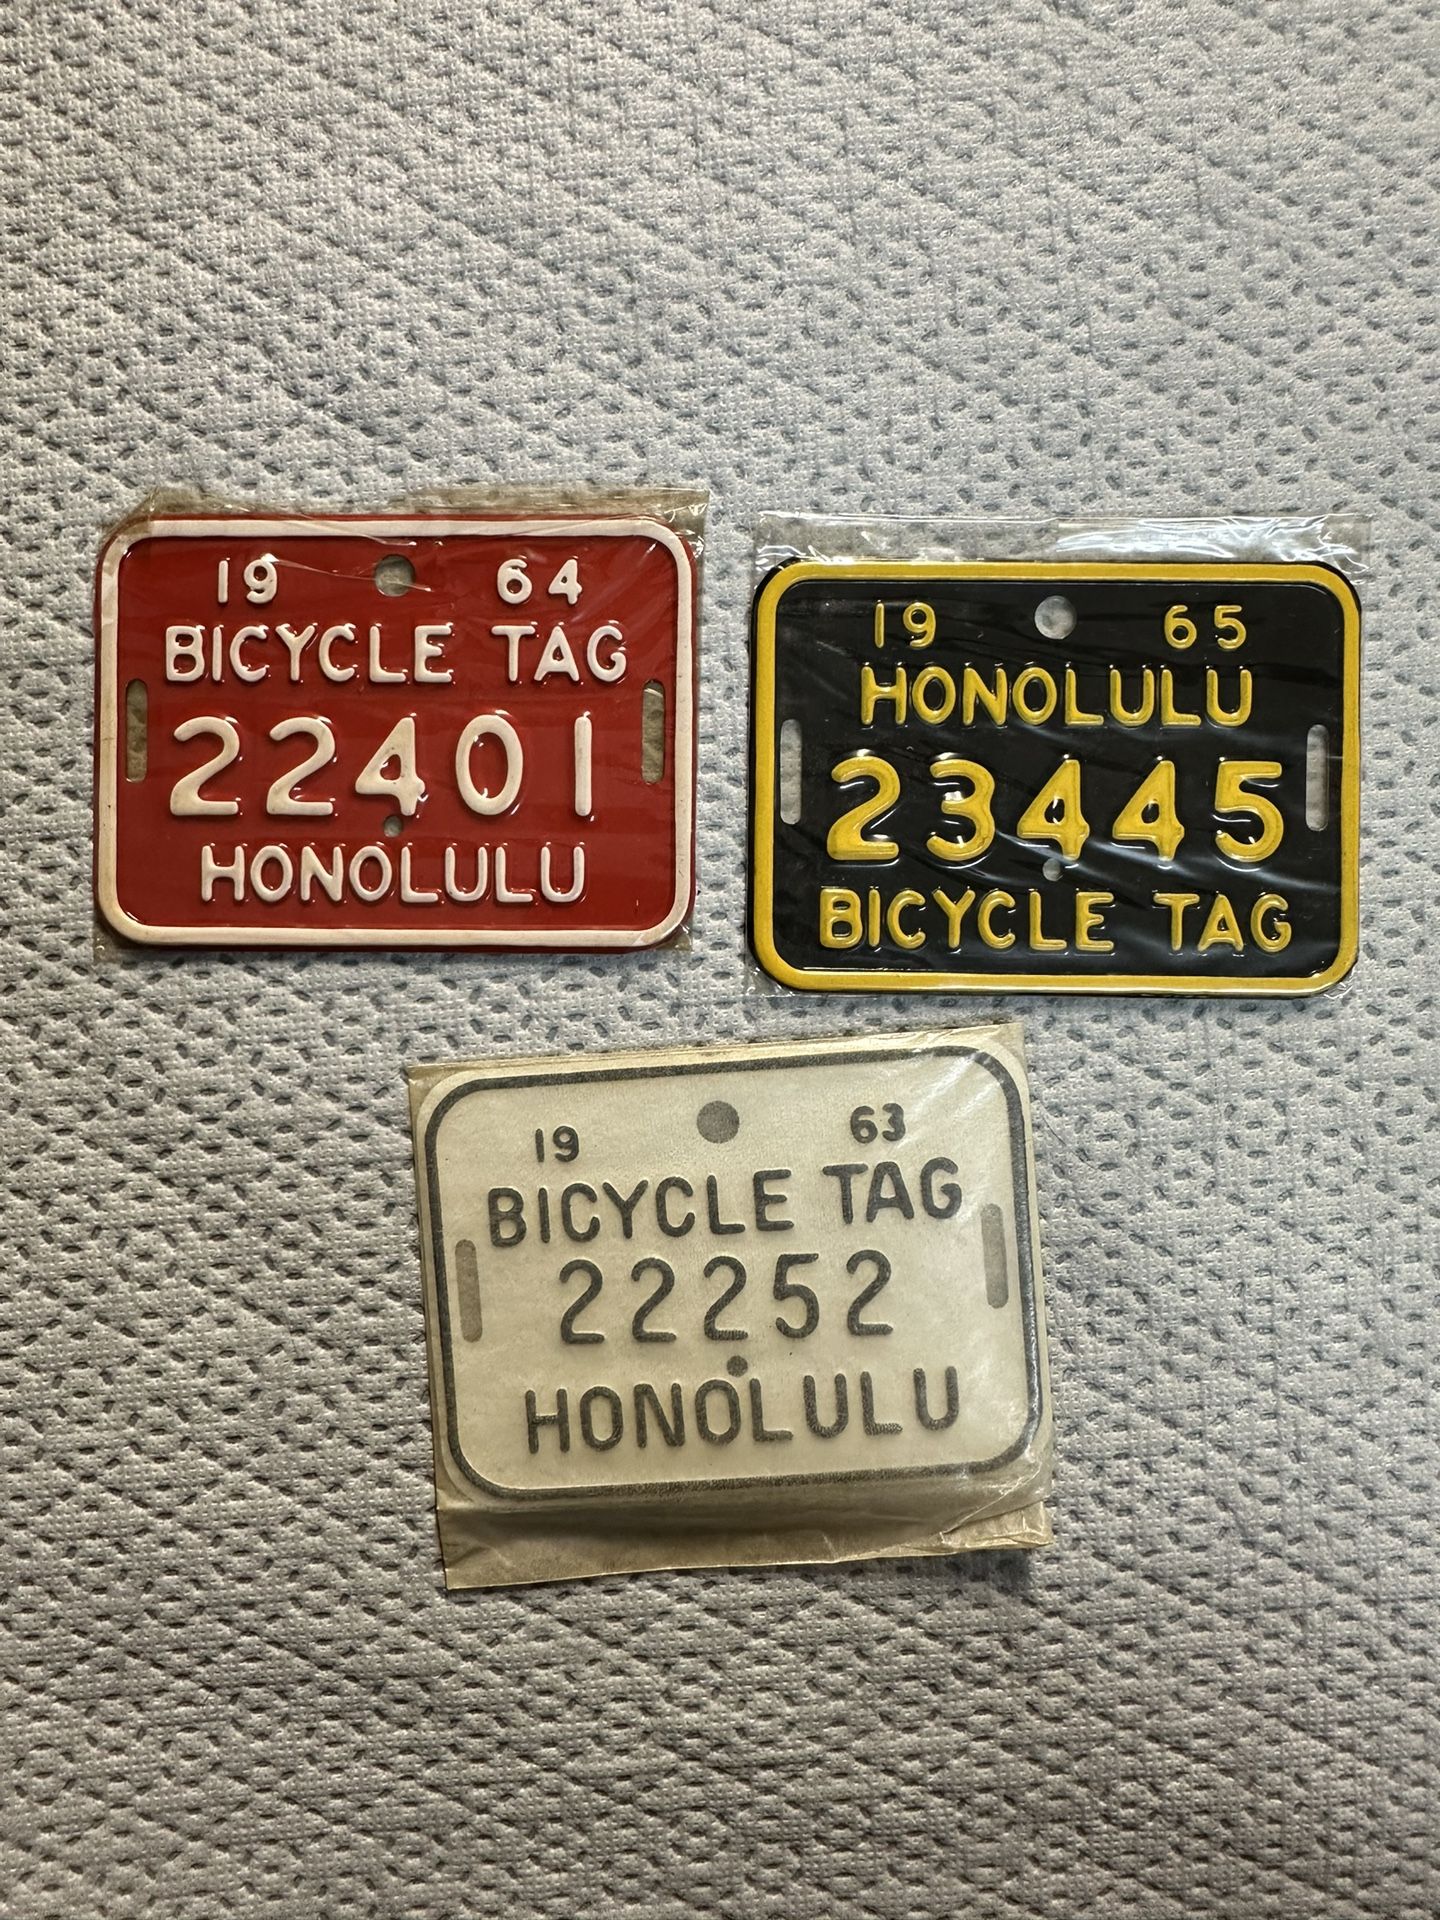 19 64
BICYCLE TAG
22401
HONOLULU
19 65
HONOLULU
23445
BICYCLE TAG
19 63
BICYCLE TAG
22252
HONOLULU